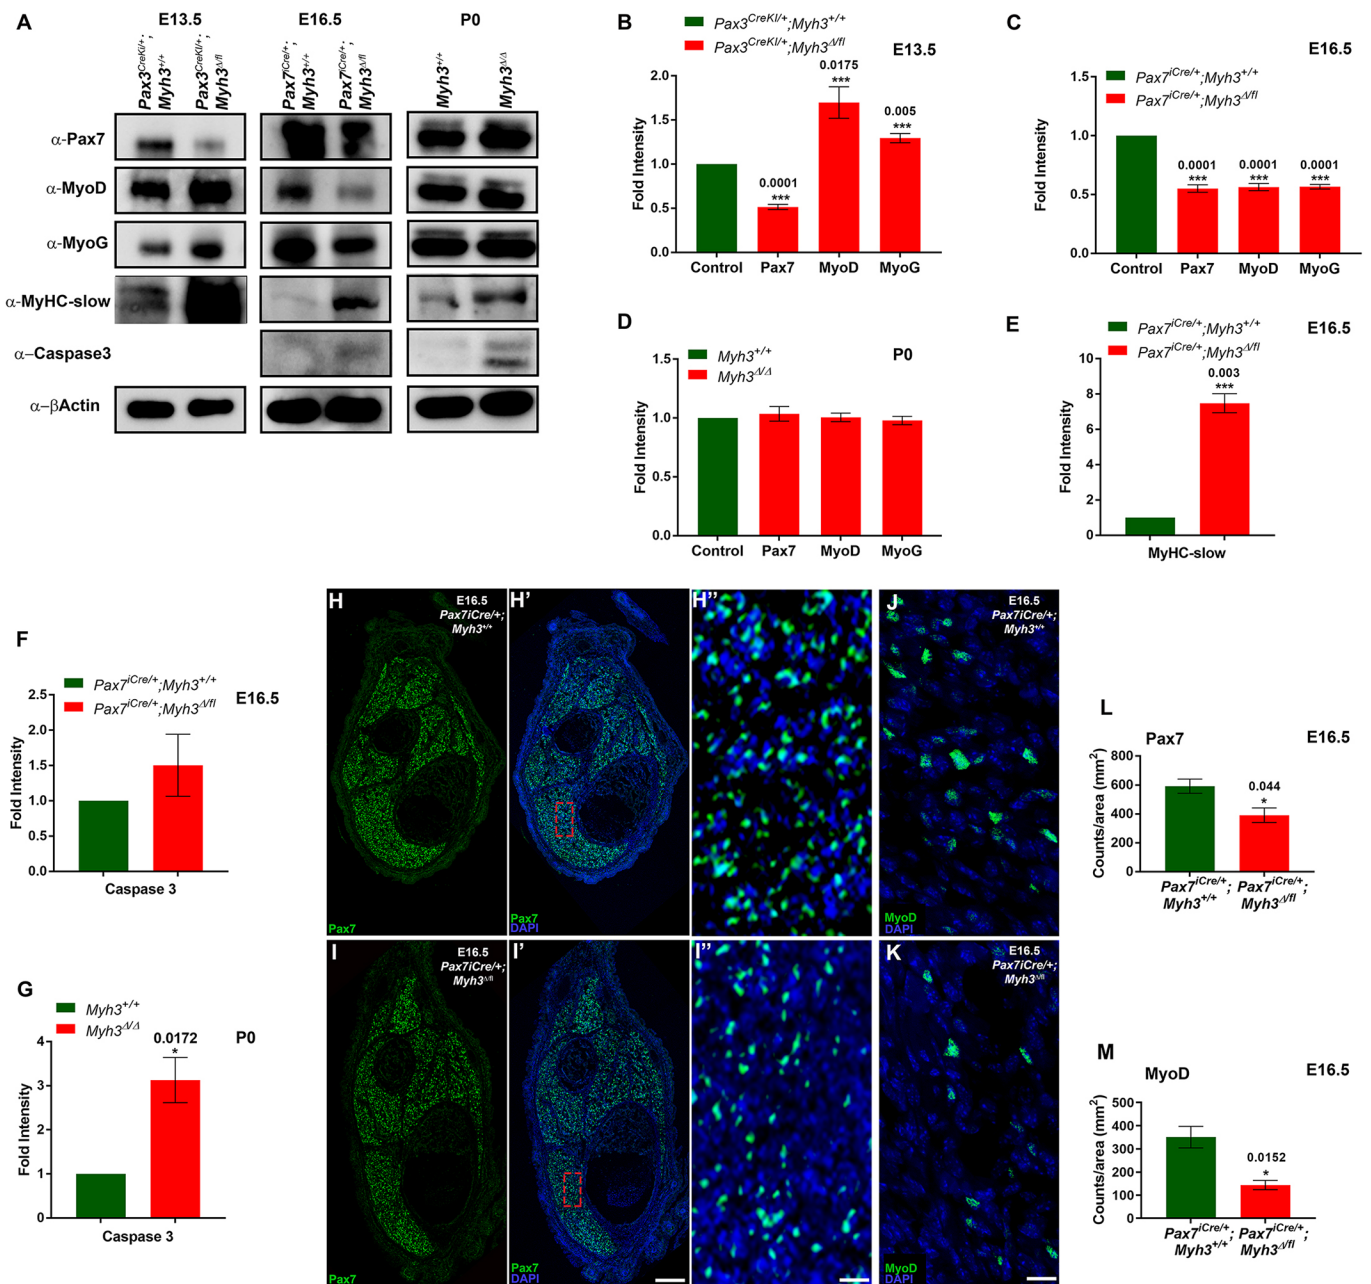 A
E13.5
E16.5
P0
Pax3CreKi/+;
Myh3+/+
Pax3CreKI/+;
Myh3Δ/fl
Pax7iCre/+;
Myh3+/+
Pax7iCre/+;
Myh3Δ/fl
Myh3+/+
Myh3Δ/Δ
α-Pax7
α-MyoD
α-MyoG
α-MyHC-slow
α–Caspase3
α–βActin
B
Pax3CreKI/+;Myh3+/+
Pax3CreKI/+;Myh3Δ/fl
E13.5
Fold Intensity
2.0
1.5
1.0
0.5
0.0
0.0001
***
0.0175
***
0.005
***
Control Pax7 MyoD MyoG
C
E16.5
Pax7iCre/+;Myh3+/+
Pax7iCre/+;Myh3Δ/fl
Fold Intensity
1.5
1.0
0.5
0.0
0.0001 0.0001 0.0001
*** *** ***
Control Pax7 MyoD MyoG
D
P0
Myh3+/+
Myh3Δ/Δ
Fold Intensity
1.5
1.0
0.5
0.0
Control Pax7 MyoD MyoG
E
E16.5
Pax7iCre/+;Myh3+/+
Pax7iCre/+;Myh3Δ/fl
Fold Intensity
10
8
6
4
2
0
0.003
***
MyHC-slow
F
Pax7iCre/+;Myh3+/+
Pax7iCre/+;Myh3Δ/fl
E16.5
Fold Intensity
2.5
2.0
1.5
1.0
0.5
0.0
Caspase 3
G
Myh3+/+
Myh3Δ/Δ
P0
Fold Intensity
4
3
2
1
0
0.0172
*
Caspase 3
H
E16.5
Pax7iCre/+;
Myh3+/+
Pax7
H'
Pax7
DAPI
H''
J
E16.5
Pax7iCre/+;
Myh3+/+
MyoD
DAPI
I
E16.5
Pax7iCre/+;
Myh3Δ/fl
Pax7
I'
Pax7
DAPI
I''
K
E16.5
Pax7iCre/+;
Myh3Δ/fl
MyoD
DAPI
L
Pax7
E16.5
Counts/area (mm2)
800
600
400
200
0
0.044
*
Pax7iCre/+;
Myh3+/+
Pax7iCre/+;
Myh3Δ/fl
M
MyoD
E16.5
Counts/area (mm2)
500
400
300
200
100
0
0.0152
*
Pax7iCre/+;
Myh3+/+
Pax7iCre/+;
Myh3Δ/fl